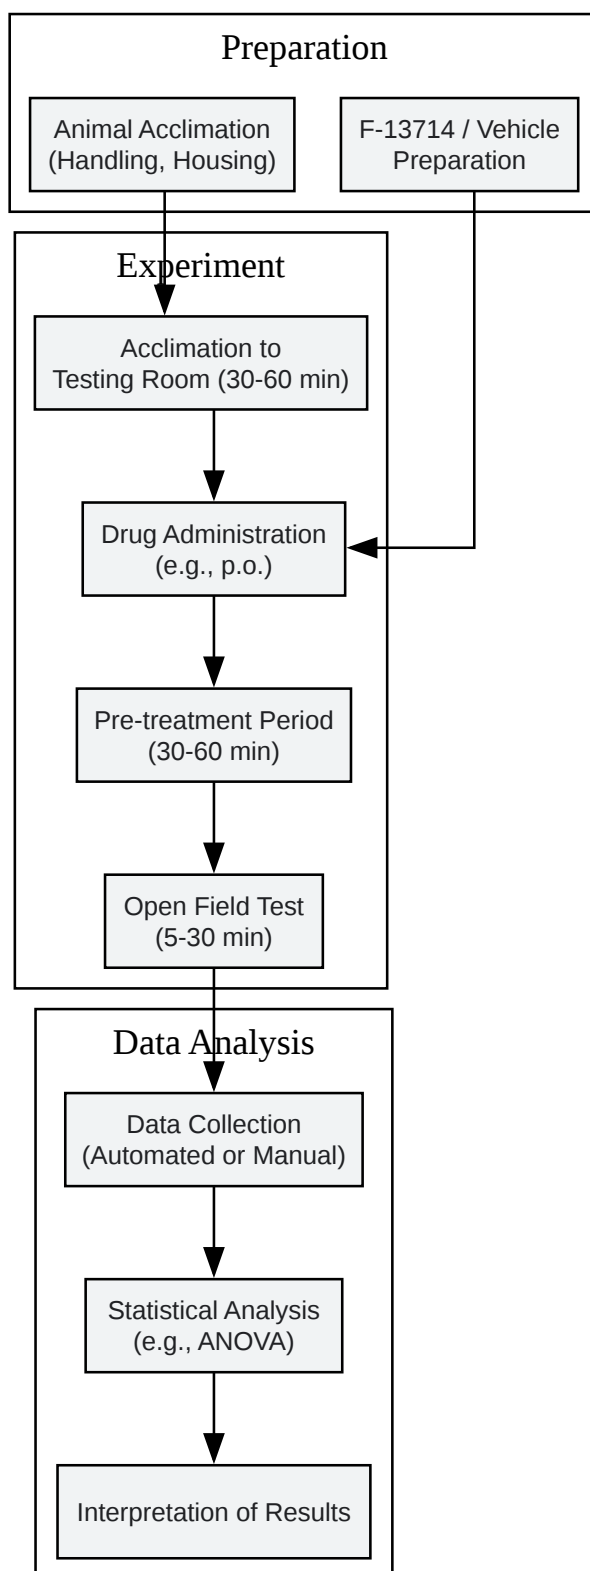 Preparation
Animal Acclimation
(Handling, Housing)
F-13714 / Vehicle
Preparation
Experiment
Acclimation to
Testing Room (30-60 min)
Drug Administration
(e.g., p.o.)
Pre-treatment Period
(30-60 min)
Open Field Test
(5-30 min)
Data Analysis
Data Collection
(Automated or Manual)
Statistical Analysis
(e.g., ANOVA)
Interpretation of Results